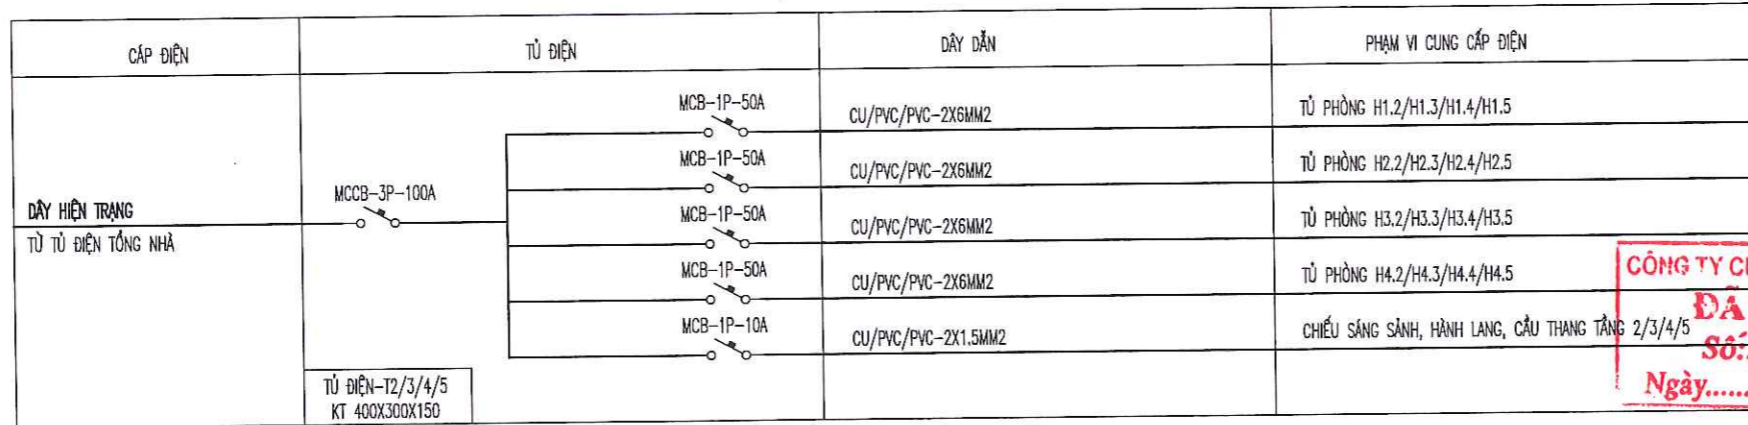 CÁP ĐIỆN
TỦ ĐIỆN
DÂY DẪN
PHẠM VI CUNG CẤP ĐIỆN
MCB-1P-50A
CU/PVC/PVC-2X6MM2
TỦ PHÒNG H1.2/H1.3/H1.4/H1.5
MCB-1P-50A
CU/PVC/PVC-2X6MM2
TỦ PHÒNG H2.2/H2.3/H2.4/H2.5
DÂY HIỆN TRẠNG
TỪ TỦ ĐIỆN TỔNG NHÀ
MCCB-3P-100A
MCB-1P-50A
CU/PVC/PVC-2X6MM2
TỦ PHÒNG H3.2/H3.3/H3.4/H3.5
MCB-1P-50A
CU/PVC/PVC-2X6MM2
TỦ PHÒNG H4.2/H4.3/H4.4/H4.5
MCB-1P-10A
CU/PVC/PVC-2X1.5MM2
CHIẾU SÁNG SẢNH, HÀNH LANG, CẦU THANG TẦNG 2/3/4/5
TỦ ĐIỆN-T2/3/4/5
KT 400X300X150
CÔNG TY C
ĐÃ
Số:
Ngày......